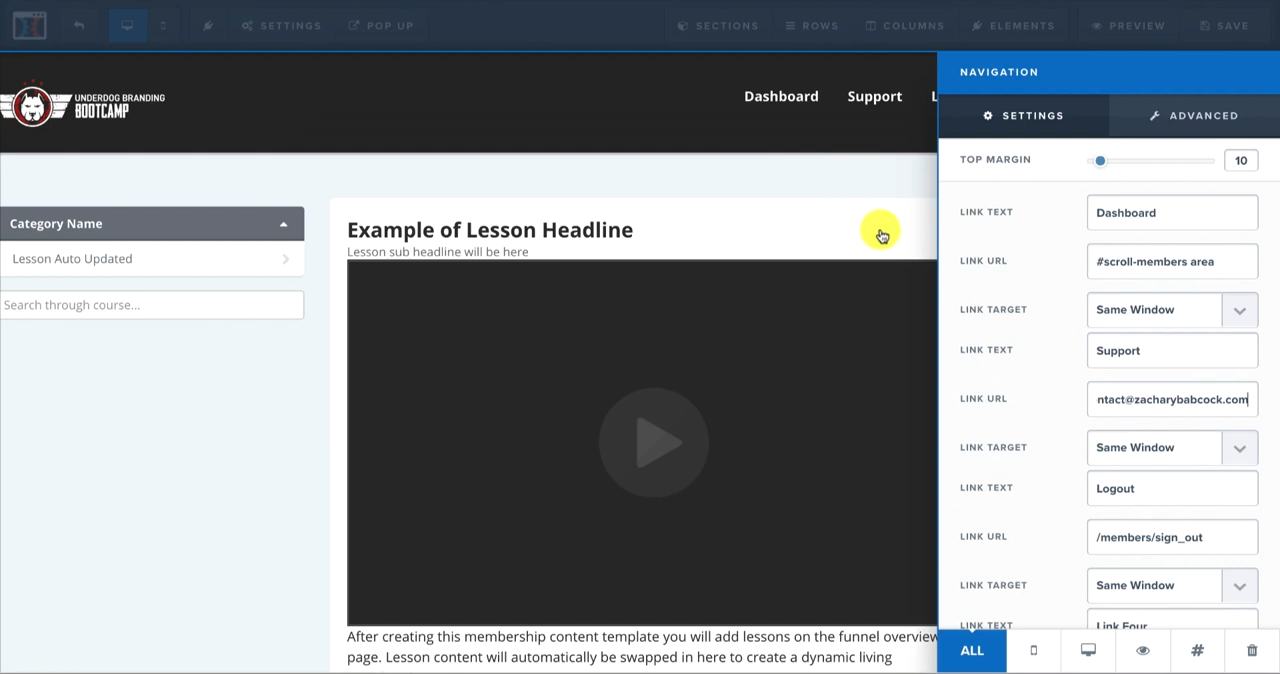 SETTINGS
POP UP
SECTIONS
ROWS
COLUMNS
ELEMENTS
PREVIEW
SAVE
UNDERDOG BRANDING
BOOTCAMP
Dashboard
Support
L
NAVIGATION
SETTINGS
ADVANCED
TOP MARGIN
10
LINK TEXT
Dashboard
LINK URL
#scroll-members area
LINK TARGET
Same Window
LINK TEXT
Support
LINK URL
ntact@zacharybabcock.com
LINK TARGET
Same Window
LINK TEXT
Logout
LINK URL
/members/sign_out
LINK TARGET
Same Window
LINK TEXT
Link Four
ALL
#
Category Name
Lesson Auto Updated
Search through course...
Example of Lesson Headline
Lesson sub headline will be here
After creating this membership content template you will add lessons on the funnel overview
page. Lesson content will automatically be swapped in here to create a dynamic living